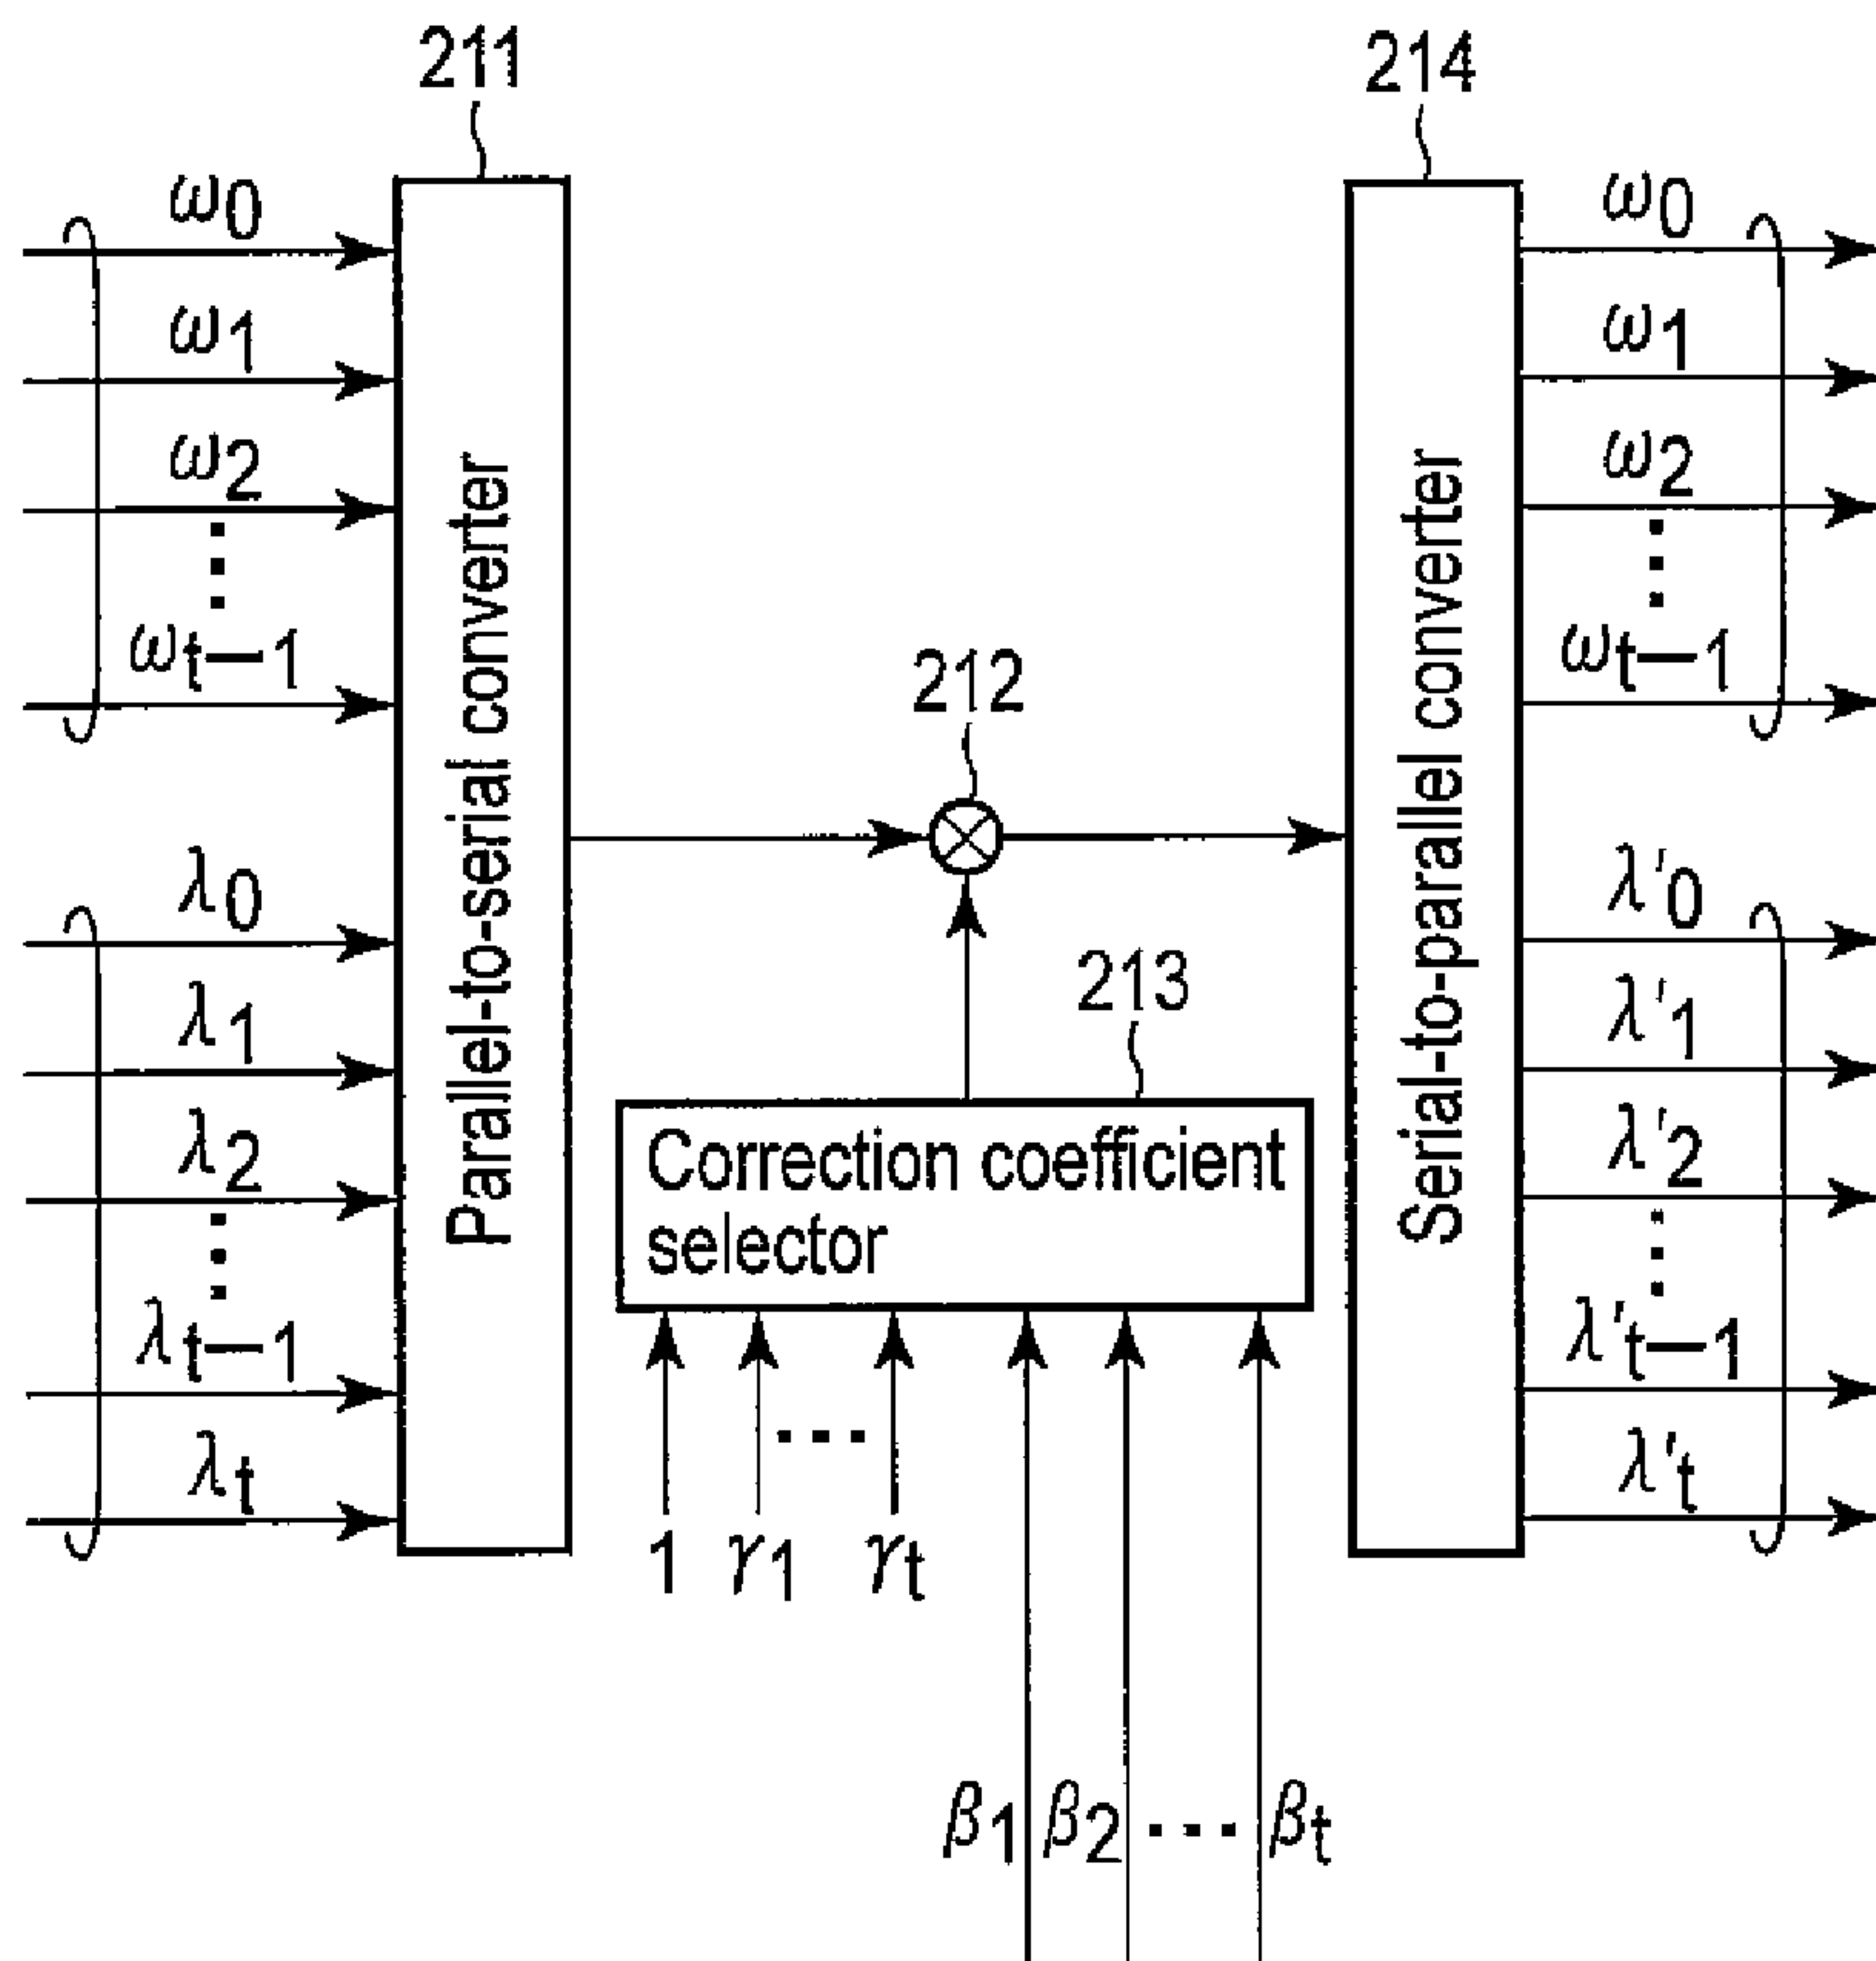 211
214
ω0
ω1
ω2
⋮
ωt−1
λ0
λ1
λ2
⋮
λt−1
λt
Parallel-to-serial converter
212
213
Correction coefficient
selector
1 γ1 ··· γt
β1 β2 ··· βt
Serial-to-parallel converter
ω0
ω1
ω2
⋮
ωt−1
λ'0
λ'1
λ'2
⋮
λ't−1
λ't